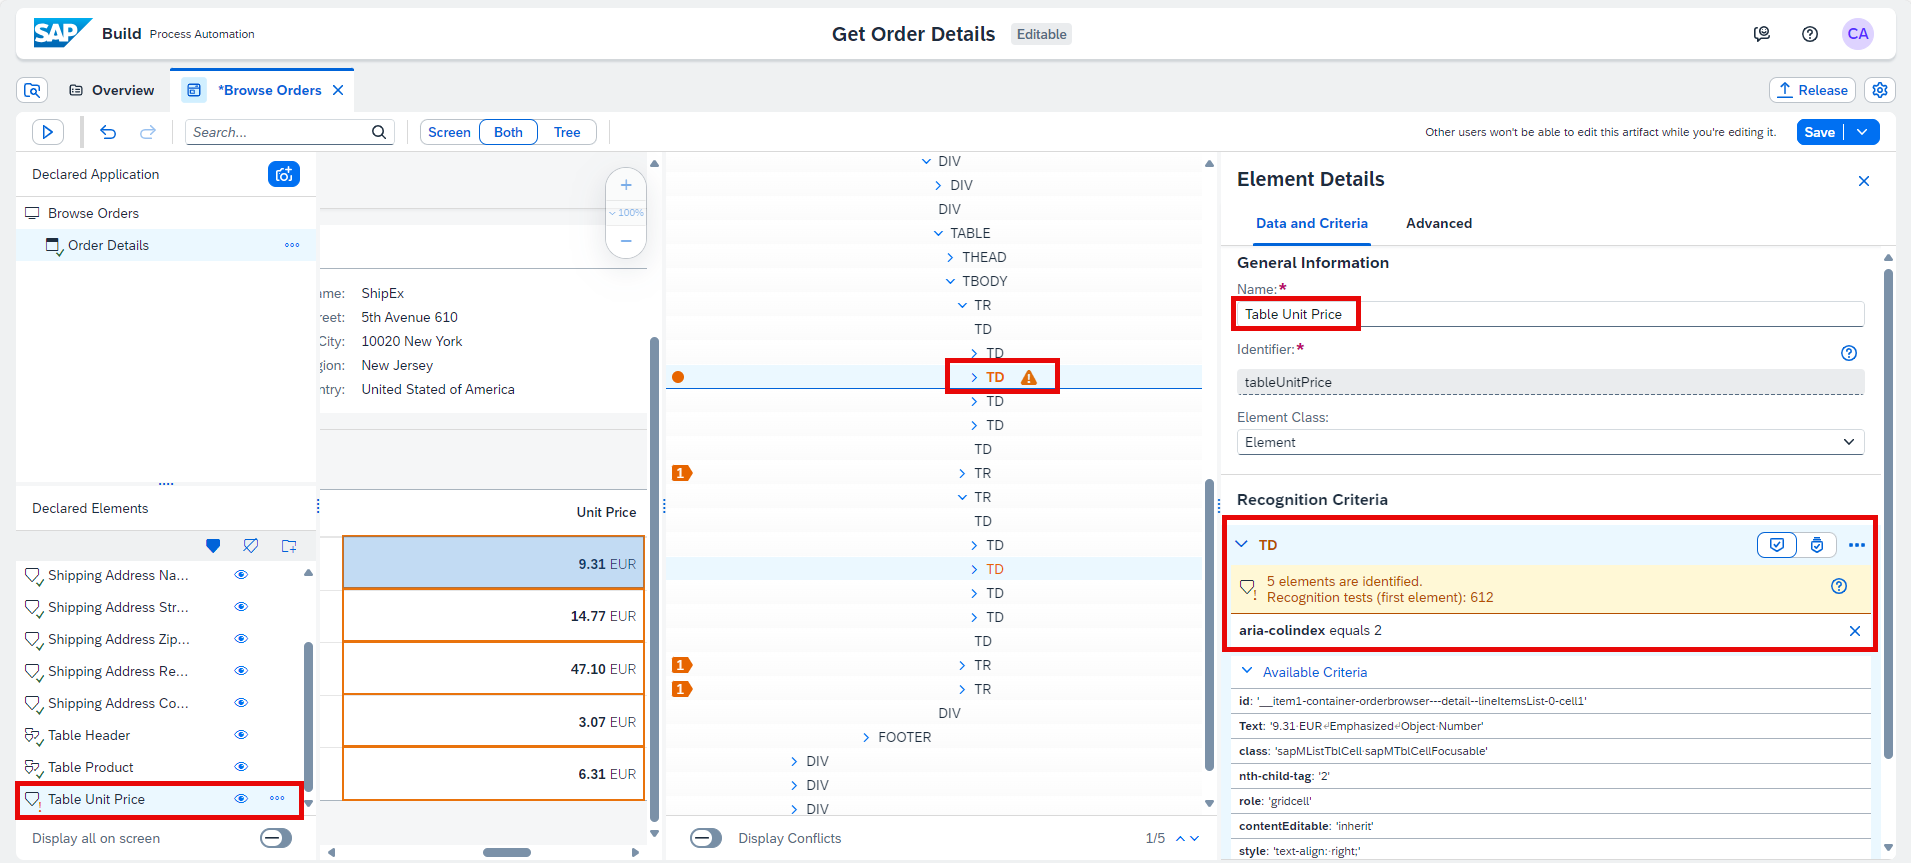 SAP Build Process Automation
Get Order Details Editable
CA
Overview
*Browse Orders
Release
Search...
Screen Both Tree
Other users won't be able to edit this artifact while you're editing it.
Save
Declared Application
Browse Orders
Order Details
Declared Elements
Shipping Address Na...
Shipping Address Str...
Shipping Address Zip...
Shipping Address Re...
Shipping Address Co...
Table Header
Table Product
Table Unit Price
Display all on screen
100%
me: ShipEx
reet: 5th Avenue 610
City: 10020 New York
gion: New Jersey
ntry: United Stated of America
Unit Price
9.31 EUR
14.77 EUR
47.10 EUR
3.07 EUR
6.31 EUR
DIV
DIV
DIV
TABLE
THEAD
TBODY
TR
TD
TD
TD
TD
TD
TD
1 TR
TR
TD
TD
TD
TD
TD
TD
1 TR
1 TR
DIV
FOOTER
DIV
DIV
DIV
Display Conflicts
1/5
Element Details
Data and Criteria Advanced
General Information
Name:*
Table Unit Price
Identifier:*
tableUnitPrice
Element Class:
Element
Recognition Criteria
TD
5 elements are identified.
Recognition tests (first element): 612
aria-colindex equals 2
Available Criteria
id: '__item1-container-orderbrowser---detail--lineItemsList-0-cell1'
Text: '9.31·EUR↵Emphasized↵Object·Number'
class: 'sapMListTblCell·sapMTblCellFocusable'
nth-child-tag: '2'
role: 'gridcell'
contentEditable: 'inherit'
style: 'text-align:·right;'